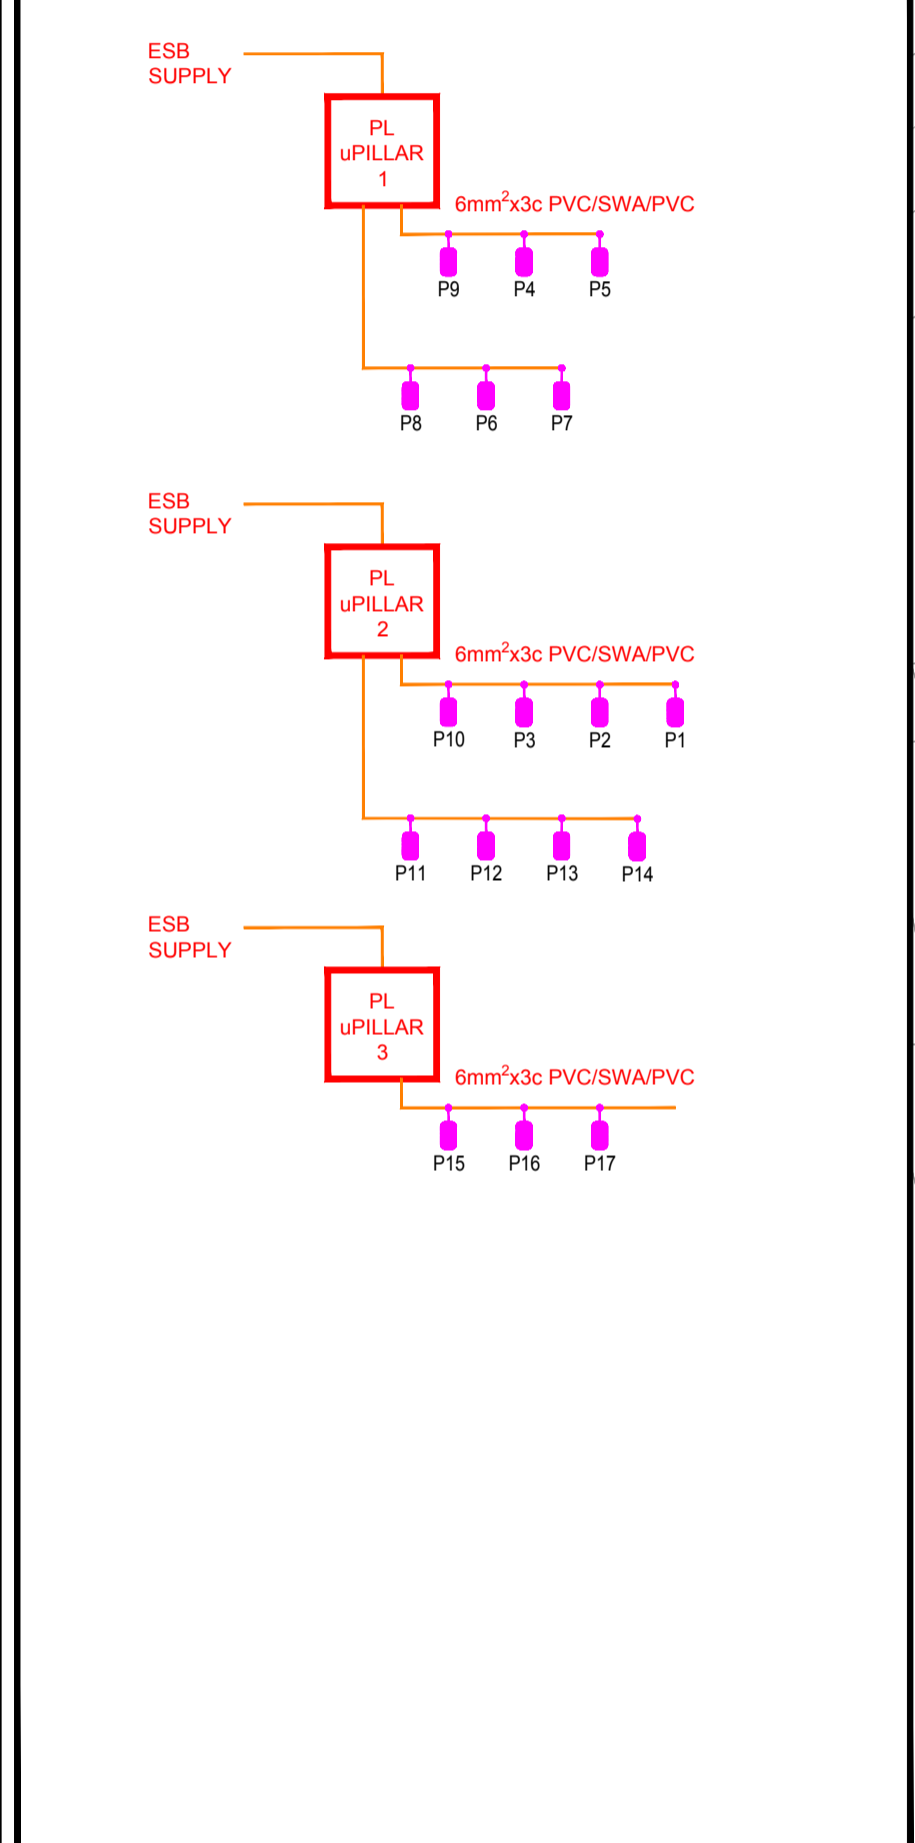 ESB
SUPPLY
PL
uPILLAR
1
6mm²x3c PVC/SWA/PVC
P9 P4 P5
P8 P6 P7
ESB
SUPPLY
PL
uPILLAR
2
6mm²x3c PVC/SWA/PVC
P10 P3 P2 P1
P11 P12 P13 P14
ESB
SUPPLY
PL
uPILLAR
3
6mm²x3c PVC/SWA/PVC
P15 P16 P17